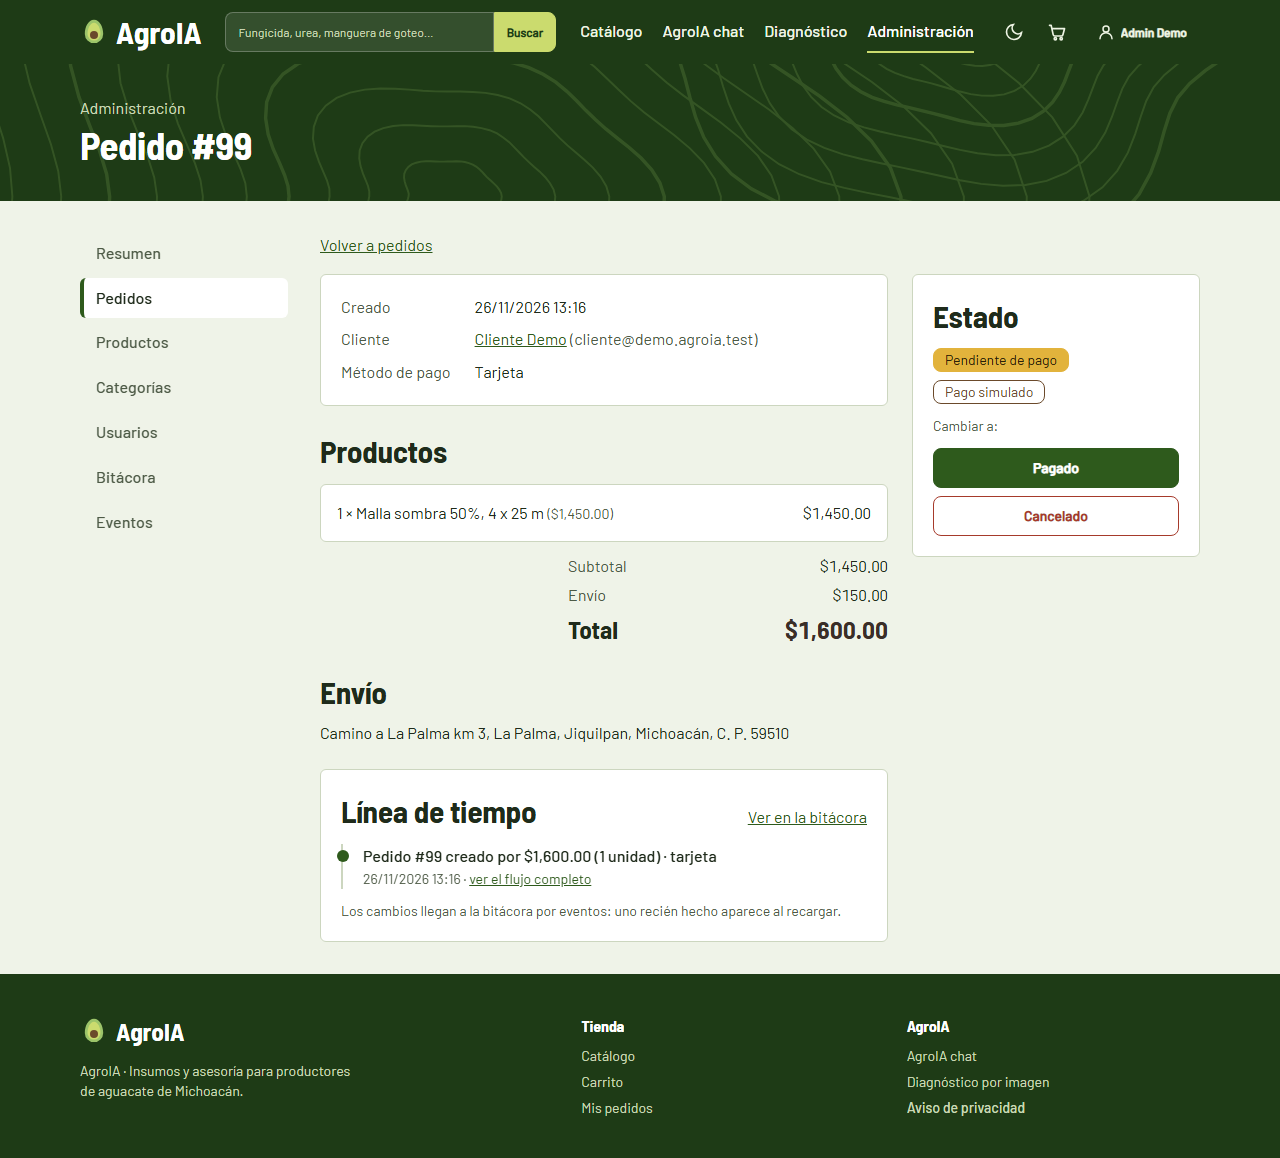 AgroIA
Fungicida, urea, manguera de goteo...
Buscar
Catálogo
AgroIA chat
Diagnóstico
Administración
Admin Demo
Administración
Pedido #99
Resumen
Pedidos
Productos
Categorías
Usuarios
Bitácora
Eventos
Volver a pedidos
Creado 26/11/2026 13:16
Cliente Cliente Demo (cliente@demo.agroia.test)
Método de pago Tarjeta
Productos
1 × Malla sombra 50%, 4 x 25 m ($1,450.00) $1,450.00
Subtotal $1,450.00
Envío $150.00
Total $1,600.00
Envío
Camino a La Palma km 3, La Palma, Jiquilpan, Michoacán, C. P. 59510
Línea de tiempo
Ver en la bitácora
Pedido #99 creado por $1,600.00 (1 unidad) · tarjeta
26/11/2026 13:16 · ver el flujo completo
Los cambios llegan a la bitácora por eventos: uno recién hecho aparece al recargar.
Estado
Pendiente de pago
Pago simulado
Cambiar a:
Pagado
Cancelado
AgroIA
AgroIA · Insumos y asesoría para productores
de aguacate de Michoacán.
Tienda
Catálogo
Carrito
Mis pedidos
AgroIA
AgroIA chat
Diagnóstico por imagen
Aviso de privacidad